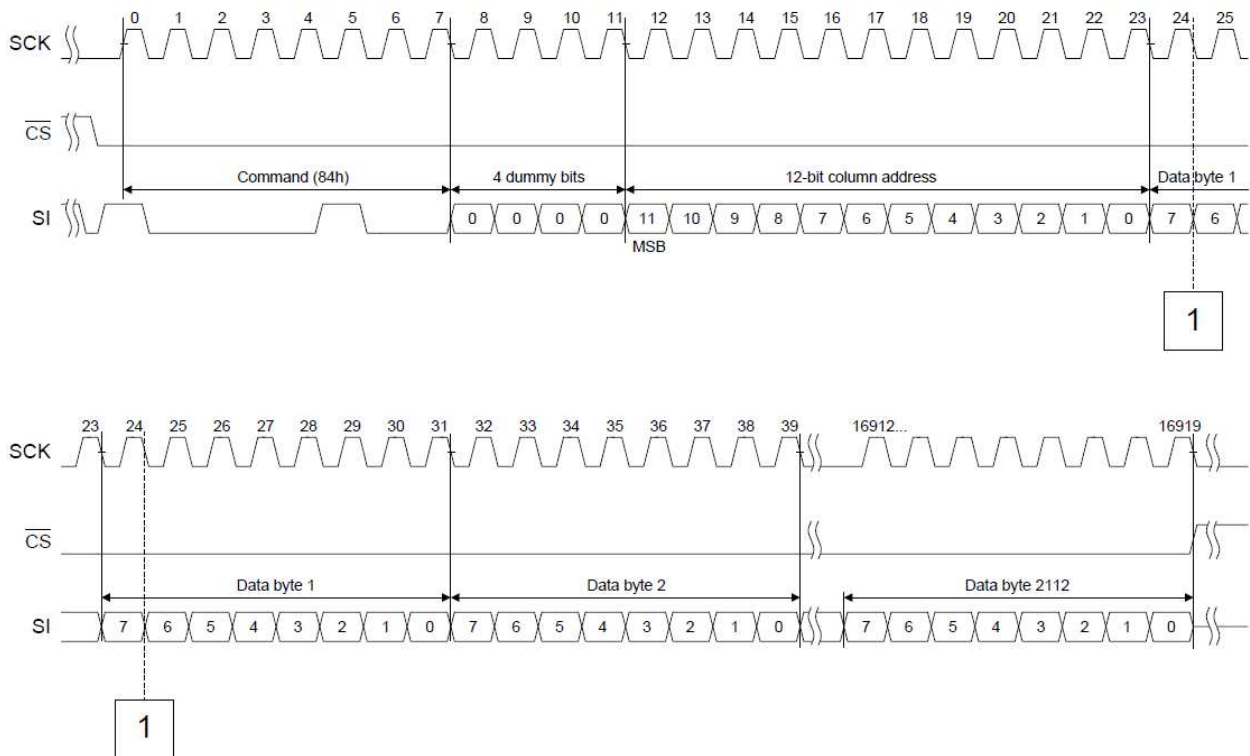 0 1 2 3 4 5 6 7 8 9 10 11 12 13 14 15 16 17 18 19 20 21 22 23 24 25
SCK
CS
Command (84h) 4 dummy bits 12-bit column address Data byte 1
SI 0 0 0 0 11 10 9 8 7 6 5 4 3 2 1 0 7 6
MSB
1
23 24 25 26 27 28 29 30 31 32 33 34 35 36 37 38 39 16912... 16919
SCK
CS
Data byte 1 Data byte 2 Data byte 2112
SI 7 6 5 4 3 2 1 0 7 6 5 4 3 2 1 0 7 6 5 4 3 2 1 0
1